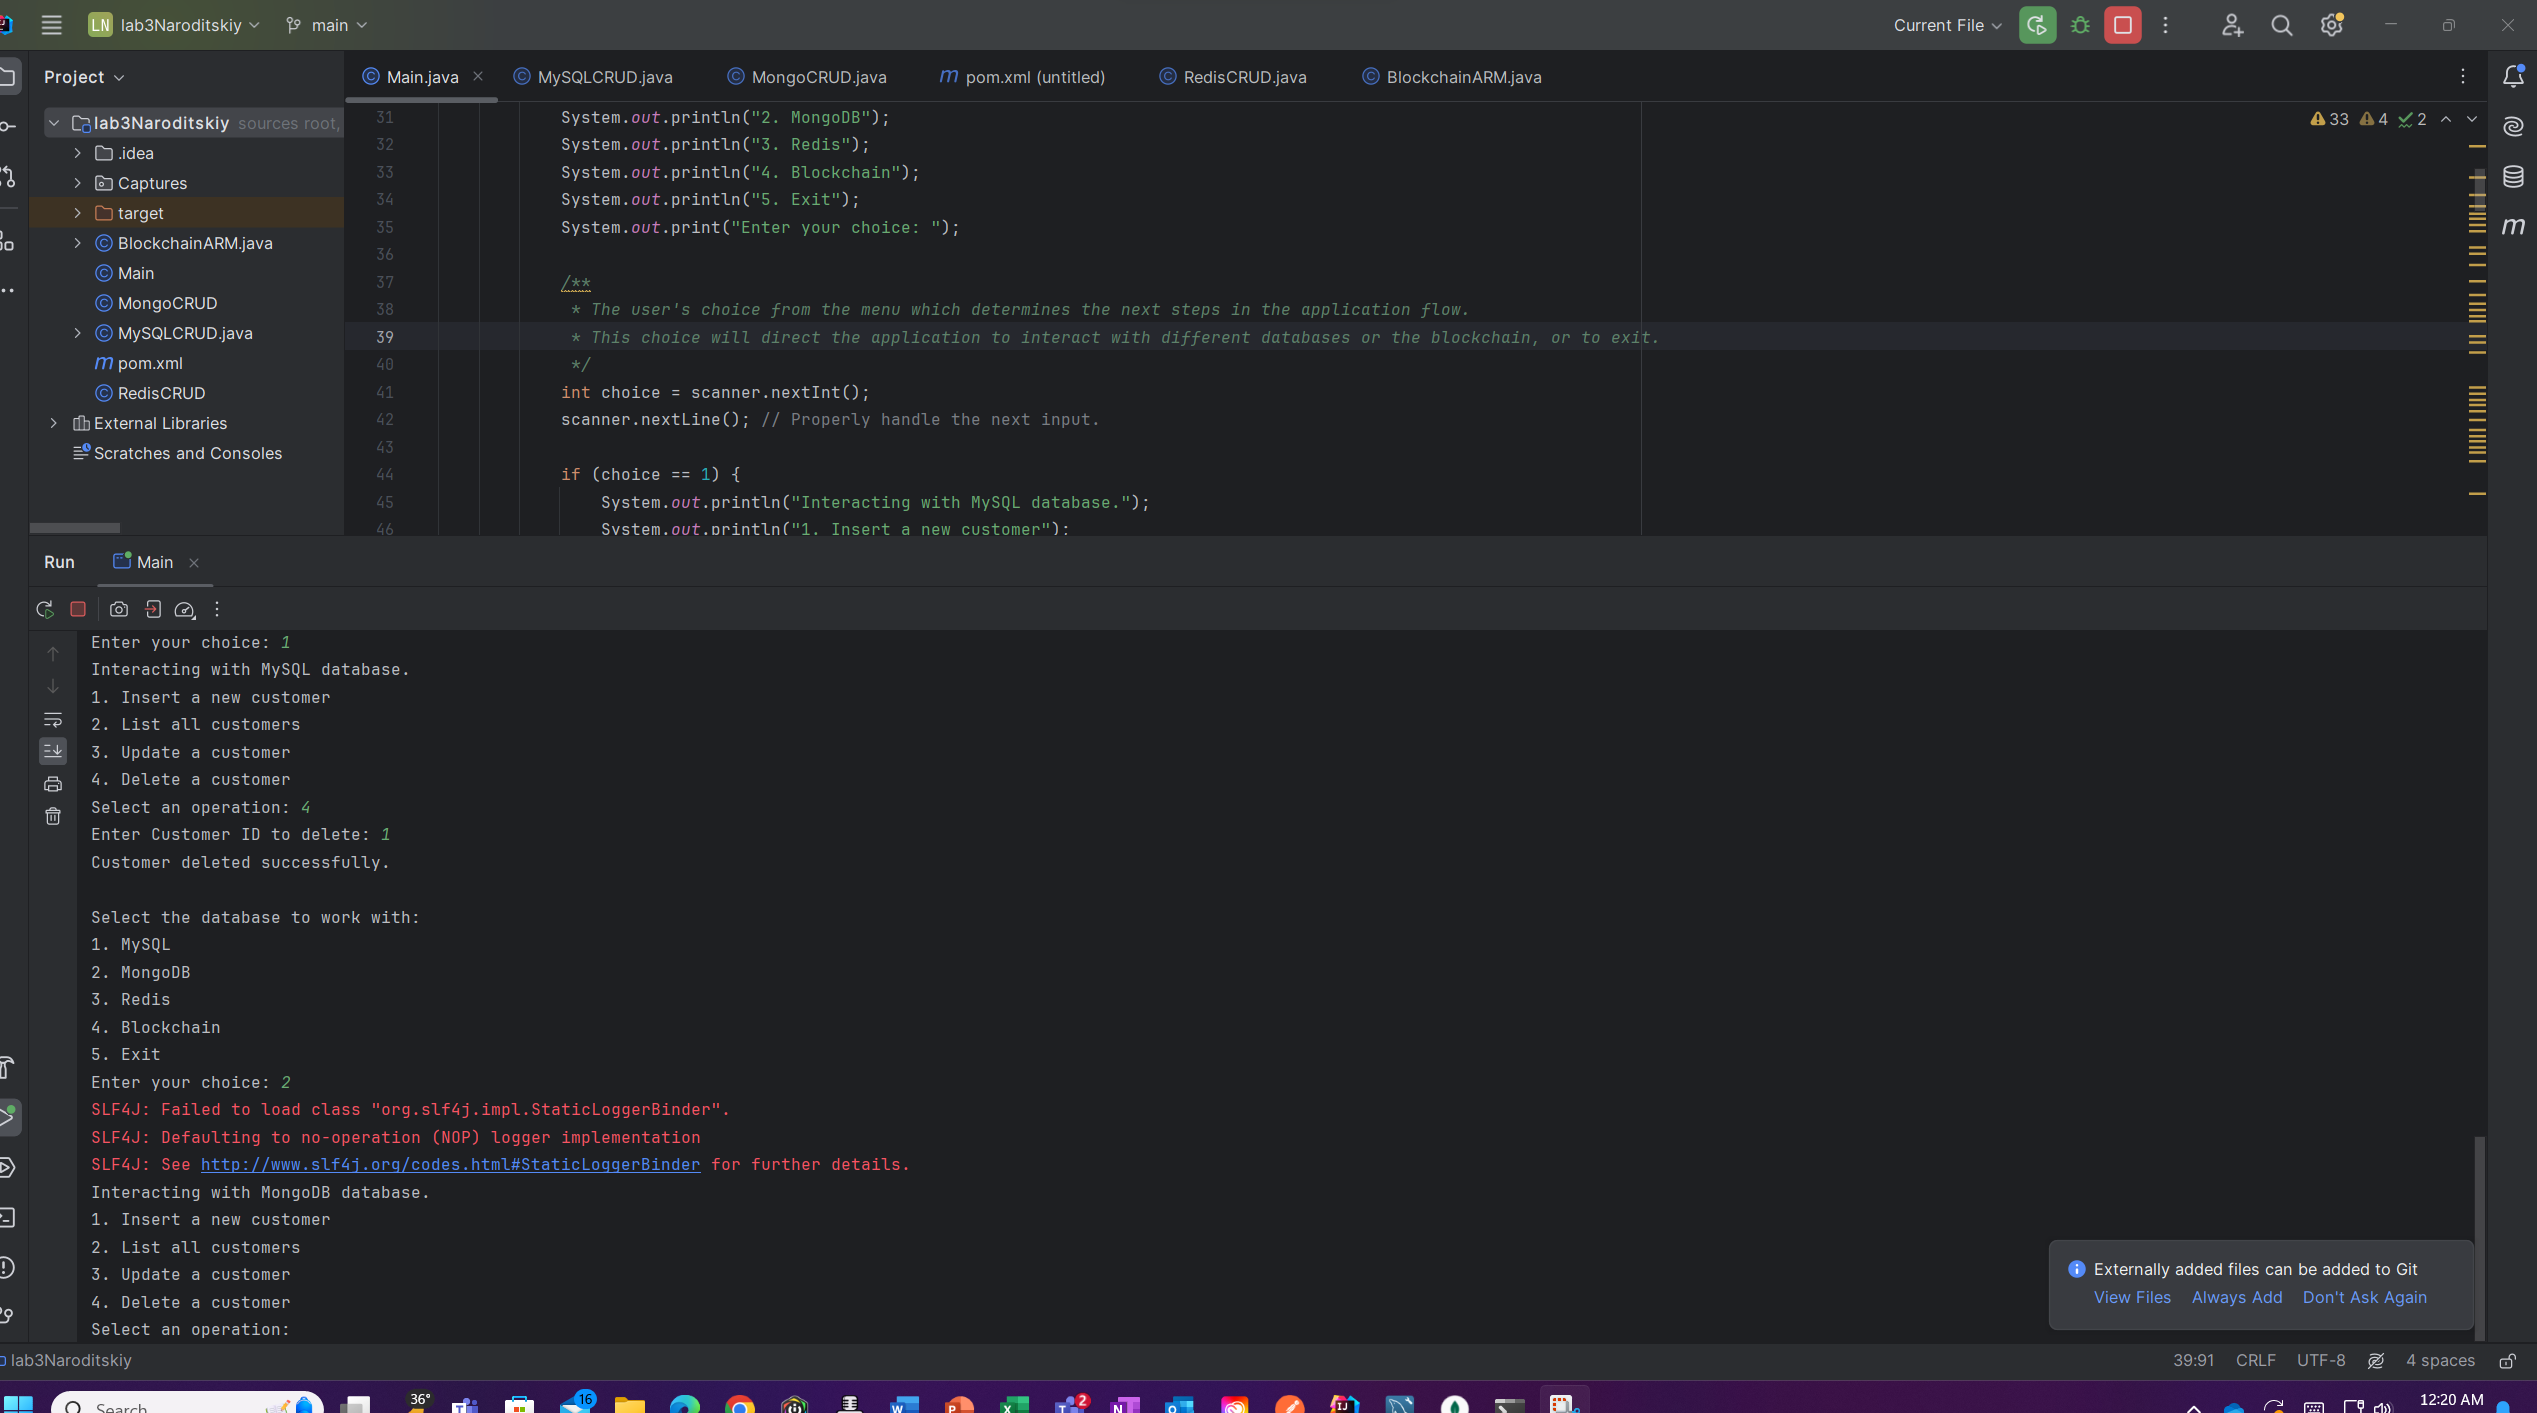 LN lab3Naroditskiy main Current File
Project
Main.java MySQLCRUD.java MongoCRUD.java m pom.xml (untitled) RedisCRUD.java BlockchainARM.java
lab3Naroditskiy sources root,
.idea
Captures
target
BlockchainARM.java
Main
MongoCRUD
MySQLCRUD.java
m pom.xml
RedisCRUD
External Libraries
Scratches and Consoles
31 System.out.println("2. MongoDB");
32 System.out.println("3. Redis");
33 System.out.println("4. Blockchain");
34 System.out.println("5. Exit");
35 System.out.print("Enter your choice: ");
36
37 /**
38 * The user's choice from the menu which determines the next steps in the application flow.
39 * This choice will direct the application to interact with different databases or the blockchain, or to exit.
40 */
41 int choice = scanner.nextInt();
42 scanner.nextLine(); // Properly handle the next input.
43
44 if (choice == 1) {
45 System.out.println("Interacting with MySQL database.");
46 System.out.println("1. Insert a new customer");
33 4 2
m
Run Main
Enter your choice: 1
Interacting with MySQL database.
1. Insert a new customer
2. List all customers
3. Update a customer
4. Delete a customer
Select an operation: 4
Enter Customer ID to delete: 1
Customer deleted successfully.
Select the database to work with:
1. MySQL
2. MongoDB
3. Redis
4. Blockchain
5. Exit
Enter your choice: 2
SLF4J: Failed to load class "org.slf4j.impl.StaticLoggerBinder".
SLF4J: Defaulting to no-operation (NOP) logger implementation
SLF4J: See http://www.slf4j.org/codes.html#StaticLoggerBinder for further details.
Interacting with MongoDB database.
1. Insert a new customer
2. List all customers
3. Update a customer
4. Delete a customer
Select an operation:
Externally added files can be added to Git
View Files Always Add Don't Ask Again
lab3Naroditskiy 39:91 CRLF UTF-8 4 spaces
Search 36° 16 2 12:20 AM